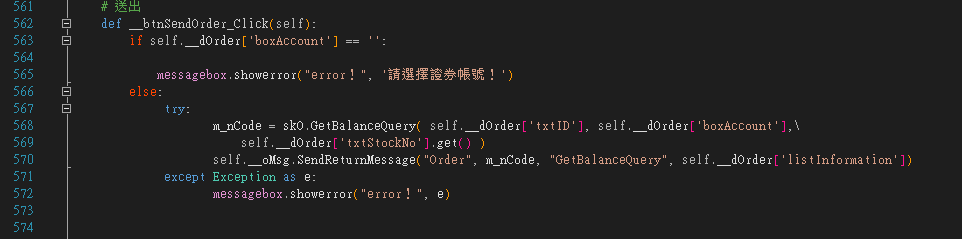 561 # 送出
562 def __btnSendOrder_Click(self):
563 if self.__dOrder['boxAccount'] == '':
564
565 messagebox.showerror("error！", '請選擇證券帳號！')
566 else:
567 try:
568 m_nCode = skO.GetBalanceQuery( self.__dOrder['txtID'], self.__dOrder['boxAccount'],\
569 self.__dOrder['txtStockNo'].get() )
570 self.__oMsg.SendReturnMessage("Order", m_nCode, "GetBalanceQuery", self.__dOrder['listInformation'])
571 except Exception as e:
572 messagebox.showerror("error！", e)
573
574